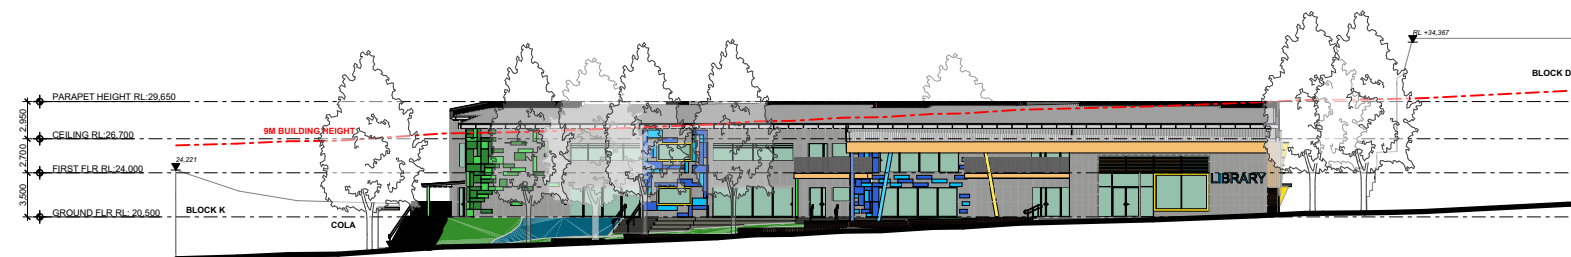 RL +34,367
BLOCK D
PARAPET HEIGHT RL:29,650
2,950
9M BUILDING HEIGHT
CEILING RL:26,700
2,700
24,221
FIRST FLR RL:24,000
3,500
LIBRARY
GROUND FLR RL: 20,500
BLOCK K
COLA